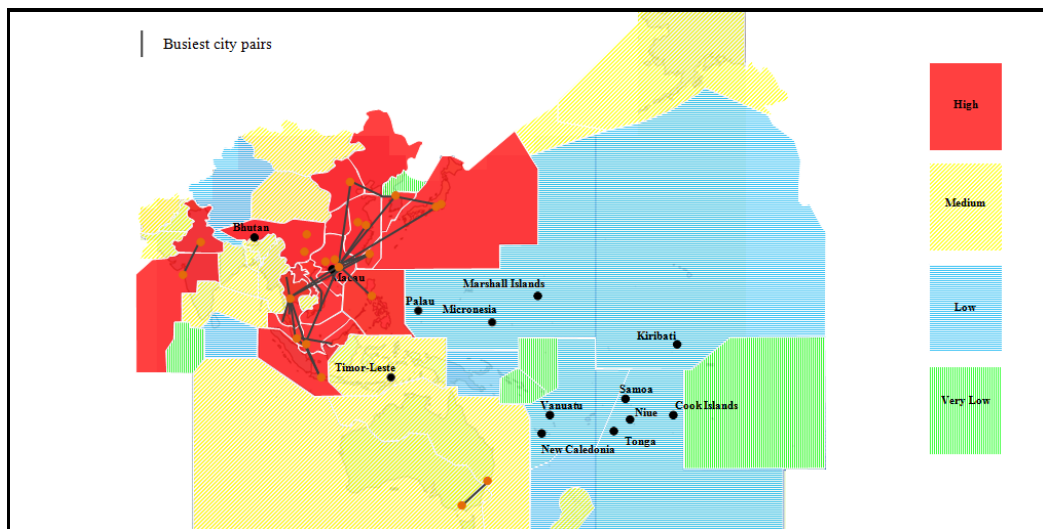 Busiest city pairs
High
Medium
Bhutan
Macau
Low
Marshall Islands
Palau
Micronesia
Kiribati
Timor-Leste
Very Low
Samoa
Vanuatu
Niue
Cook Islands
Tonga
New Caledonia